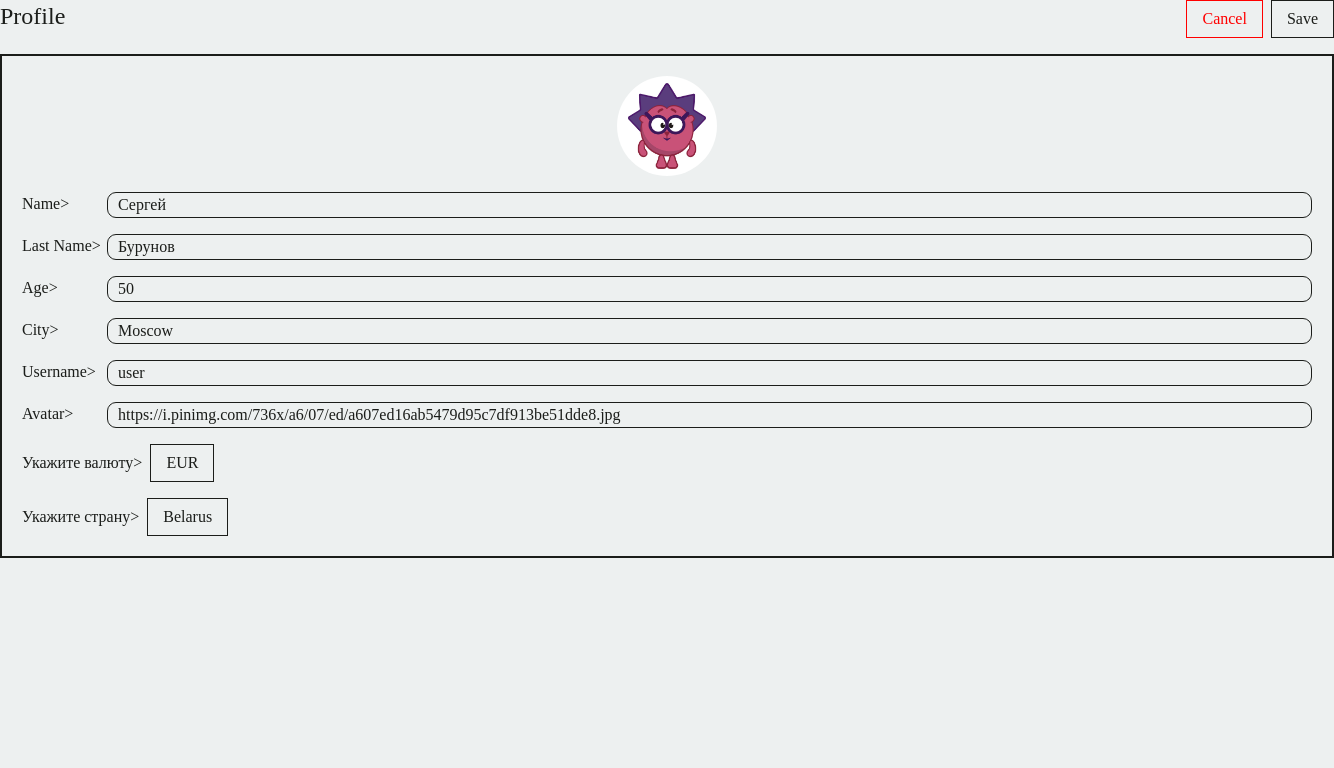 Profile
Cancel
Save
Name> Сергей
Last Name> Бурунов
Age> 50
City> Moscow
Username> user
Avatar> https://i.pinimg.com/736x/a6/07/ed/a607ed16ab5479d95c7df913be51dde8.jpg
Укажите валюту> EUR
Укажите страну> Belarus